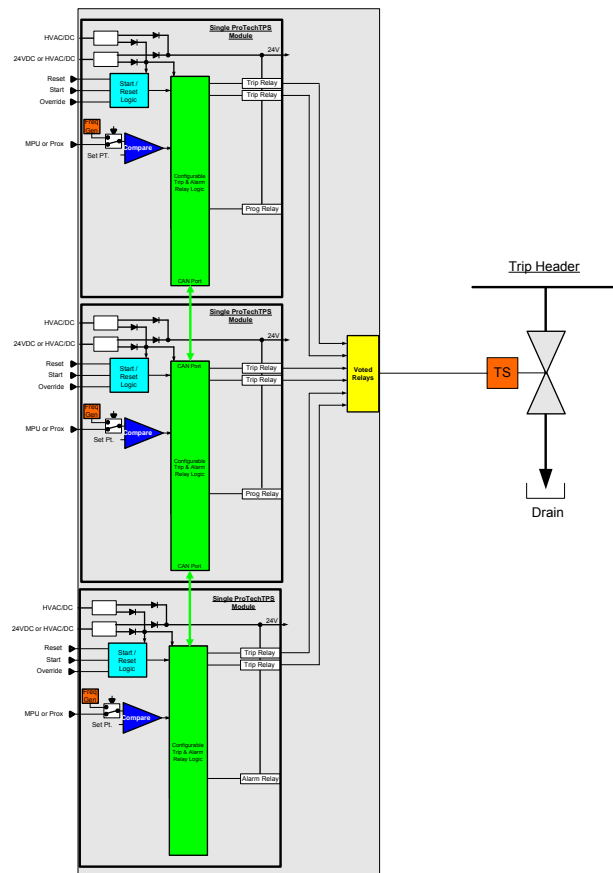 Single ProTechTPS
Module
HVAC/DC
24V
24VDC or HVAC/DC
Reset
Start
Override
Start /
Reset
Logic
Trip Relay
Trip Relay
Freq
Gen
MPU or Prox
Set PT.
Compare
Configurable
Trip & Alarm
Relay Logic
Prog Relay
CAN Port
Single ProTechTPS
Module
HVAC/DC
24V
24VDC or HVAC/DC
Reset
Start
Override
Start /
Reset
Logic
CAN Port
Trip Relay
Trip Relay
Freq
Gen
MPU or Prox
Set Pt.
Compare
Configurable
Trip & Alarm
Relay Logic
Prog Relay
CAN Port
Single ProTechTPS
Module
HVAC/DC
24V
24VDC or HVAC/DC
Reset
Start
Override
Start /
Reset
Logic
Trip Relay
Trip Relay
Freq
Gen
MPU or Prox
Set Pt.
Compare
Configurable
Trip & Alarm
Relay Logic
Alarm Relay
Voted
Relays
Trip Header
TS
Drain